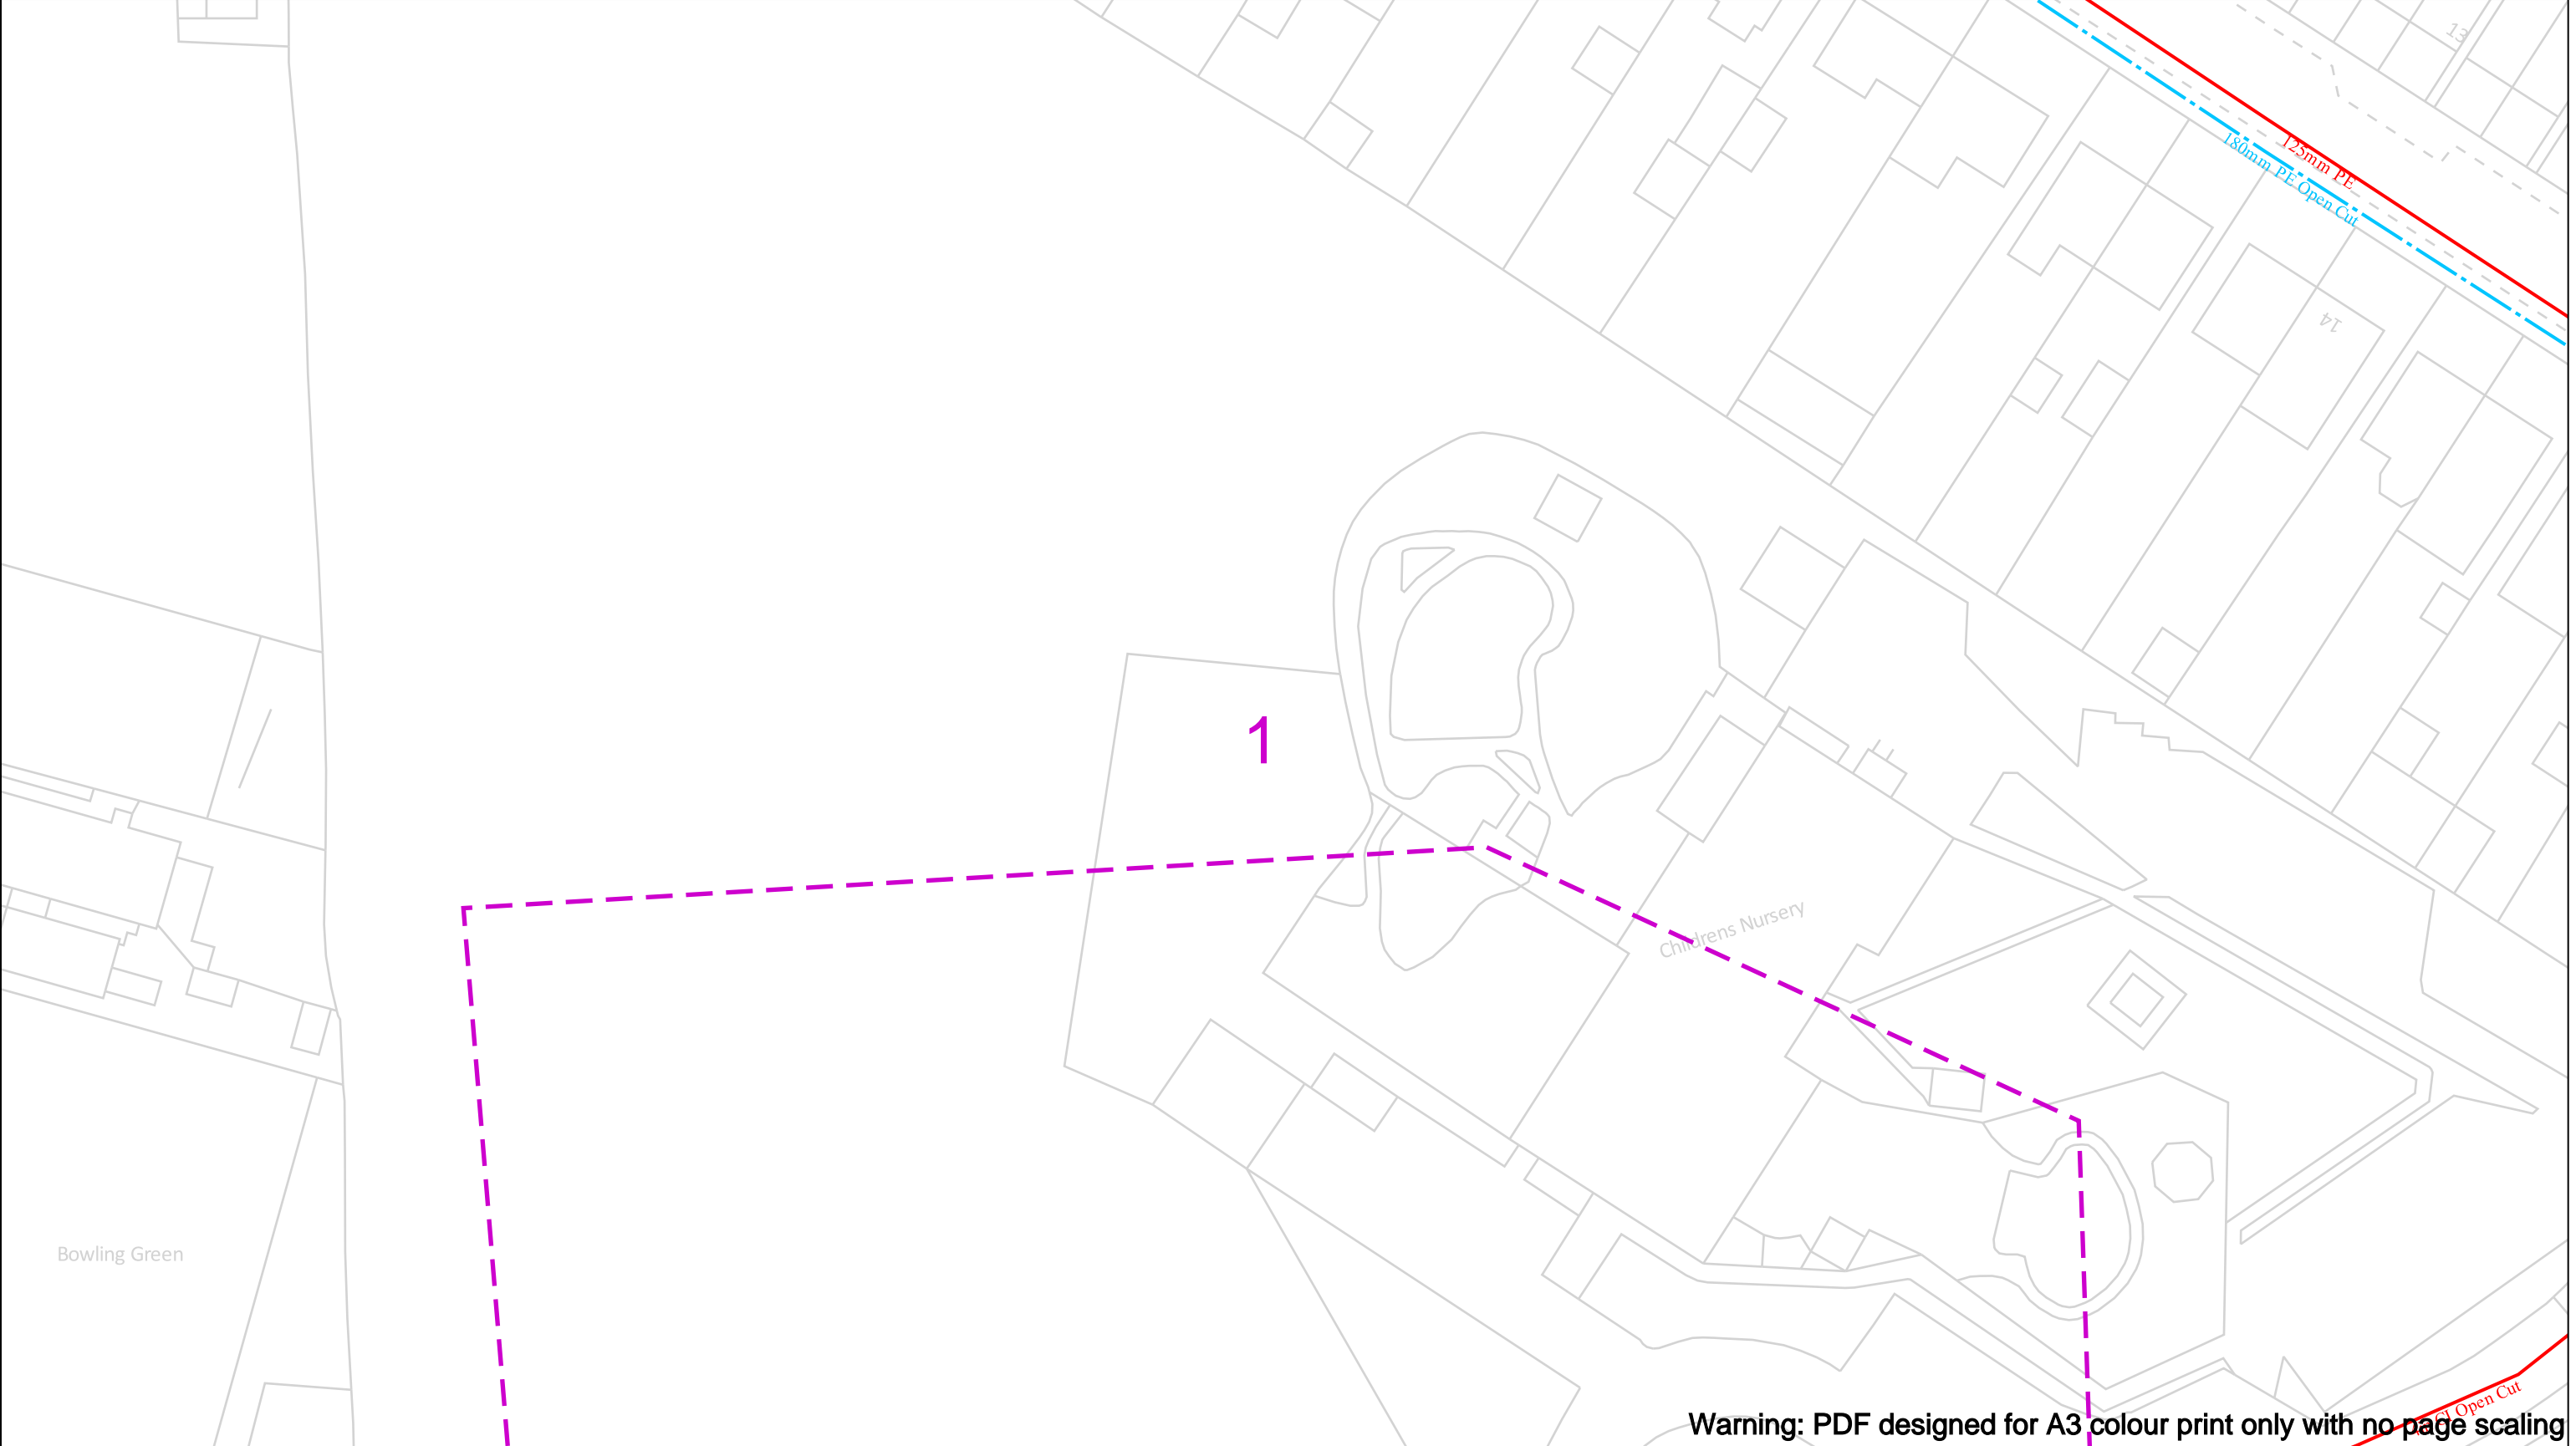 13
125mm PE
180mm PE Open Cut
14
1
Childrens Nursery
Bowling Green
CI Open Cut
Warning: PDF designed for A3 colour print only with no page scaling